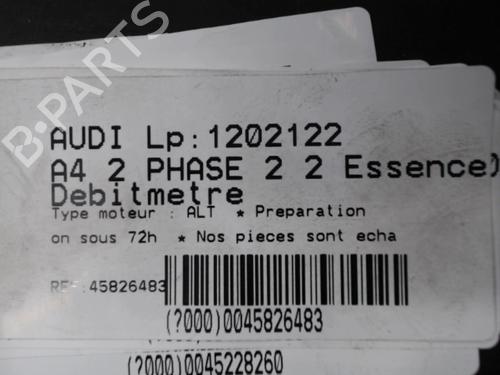 B-PARTS
AUDI Lp:1202122
A4 2 PHASE 2 2 Essence)
Debitmetre
Type moteur : ALT * Preparation
on sous 72h * Nos pieces sont echa
REF:45826483
(?000)0045826483
(?000)0045228260